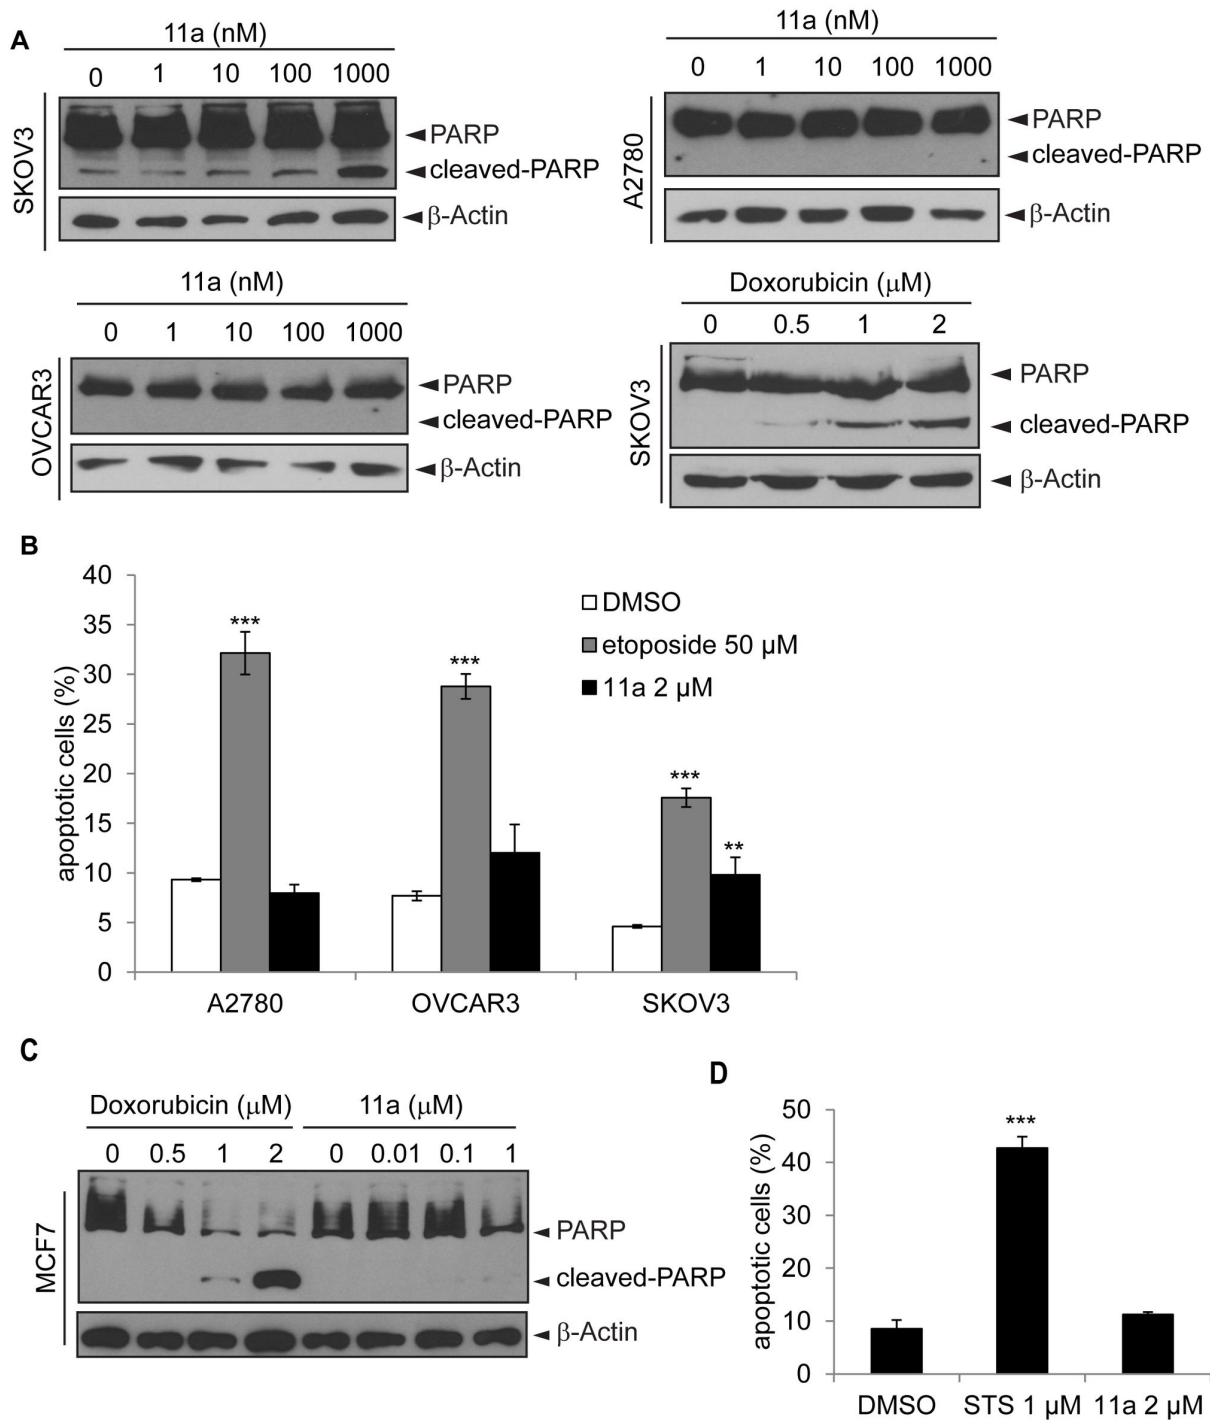 A
11a (nM)
0 1 10 100 1000
SKOV3
PARP
cleaved-PARP
β-Actin
11a (nM)
0 1 10 100 1000
A2780
PARP
cleaved-PARP
β-Actin
11a (nM)
0 1 10 100 1000
OVCAR3
PARP
cleaved-PARP
β-Actin
Doxorubicin (μM)
0 0.5 1 2
SKOV3
PARP
cleaved-PARP
β-Actin
B
apoptotic cells (%)
40
35
30
25
20
15
10
5
0
***
***
***
**
DMSO
etoposide 50 µM
11a 2 µM
A2780 OVCAR3 SKOV3
C
Doxorubicin (μM) 11a (μM)
0 0.5 1 2 0 0.01 0.1 1
MCF7
PARP
cleaved-PARP
β-Actin
D
apoptotic cells (%)
50
40
30
20
10
0
***
DMSO STS 1 µM 11a 2 µM